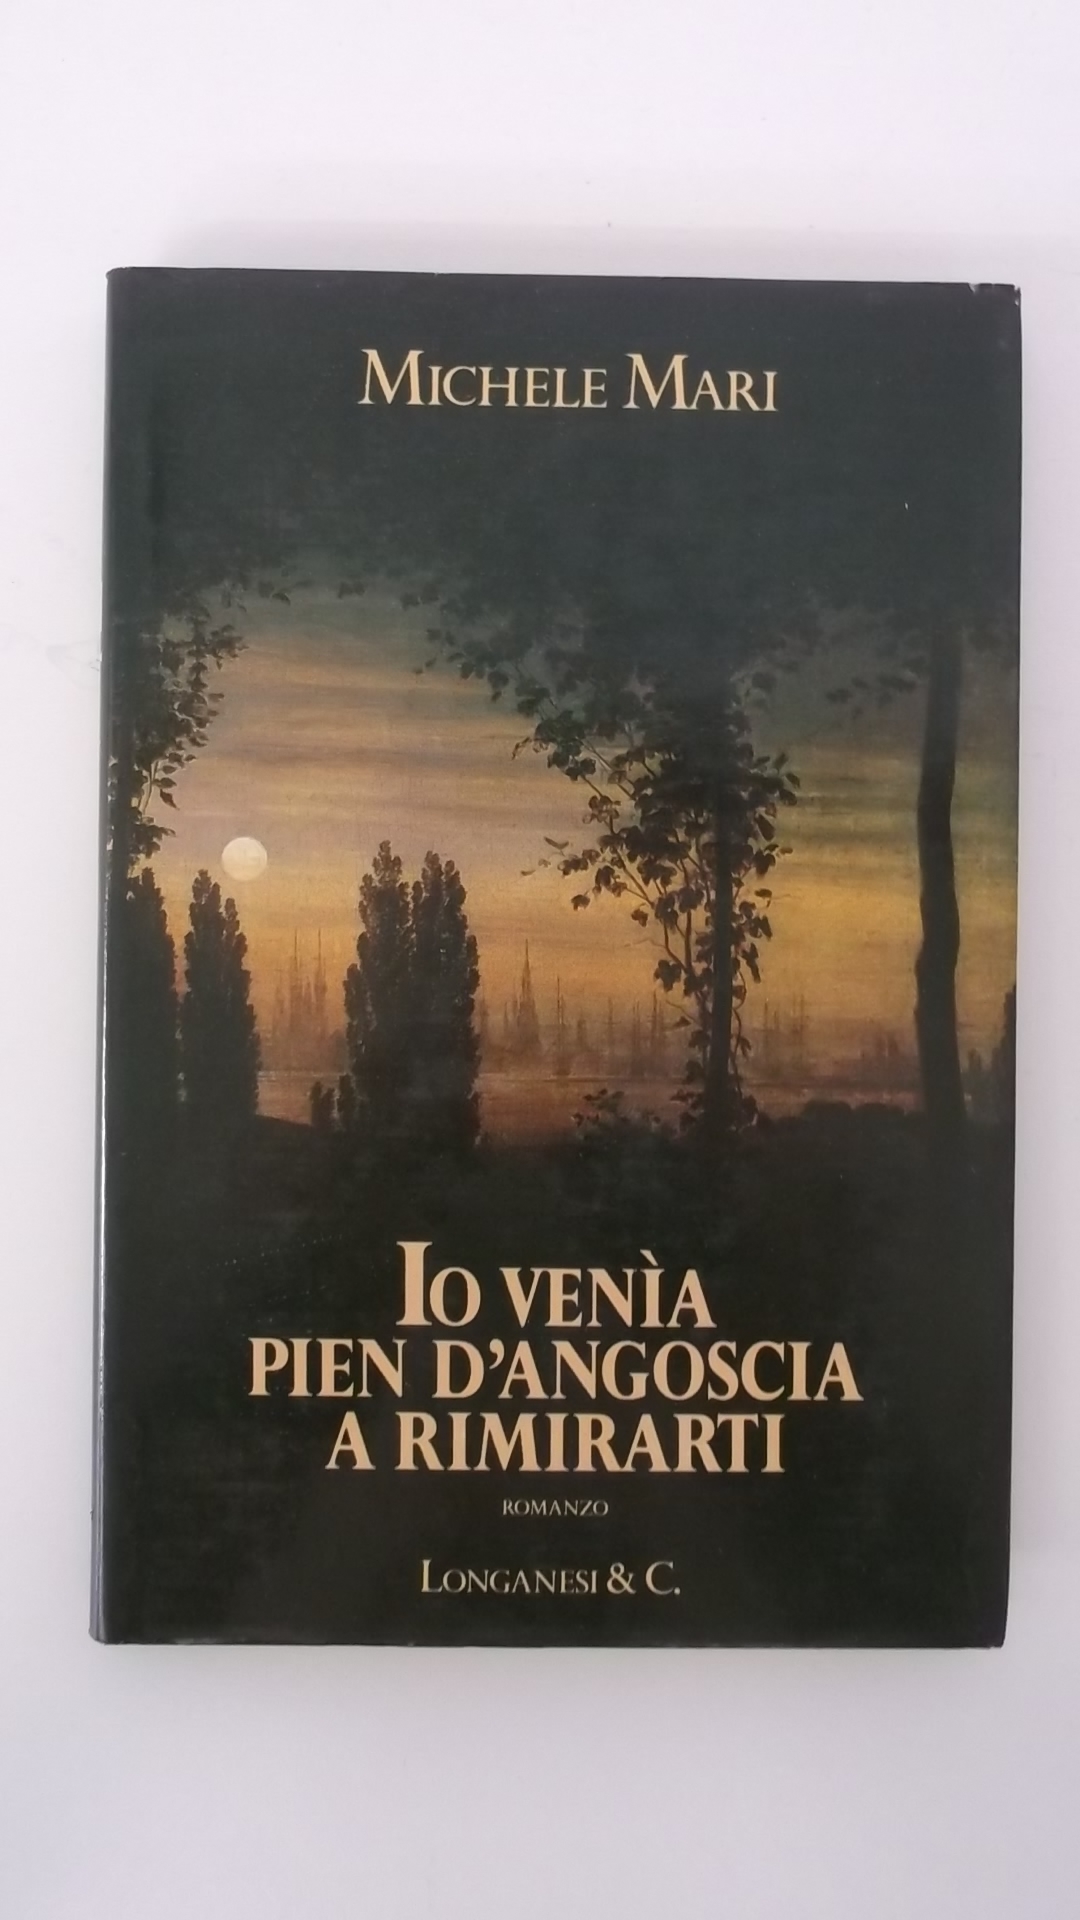 MICHELE MARI
IO VENÌA
PIEN D'ANGOSCIA
A RIMIRARTI
ROMANZO
LONGANESI & C.